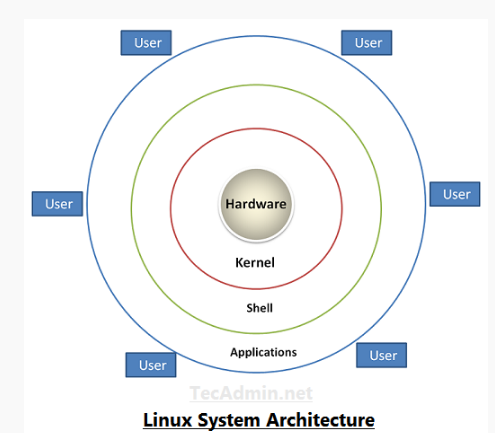 User
User
User
User
Hardware
Kernel
Shell
Applications
User
User
TecAdmin.net
Linux System Architecture